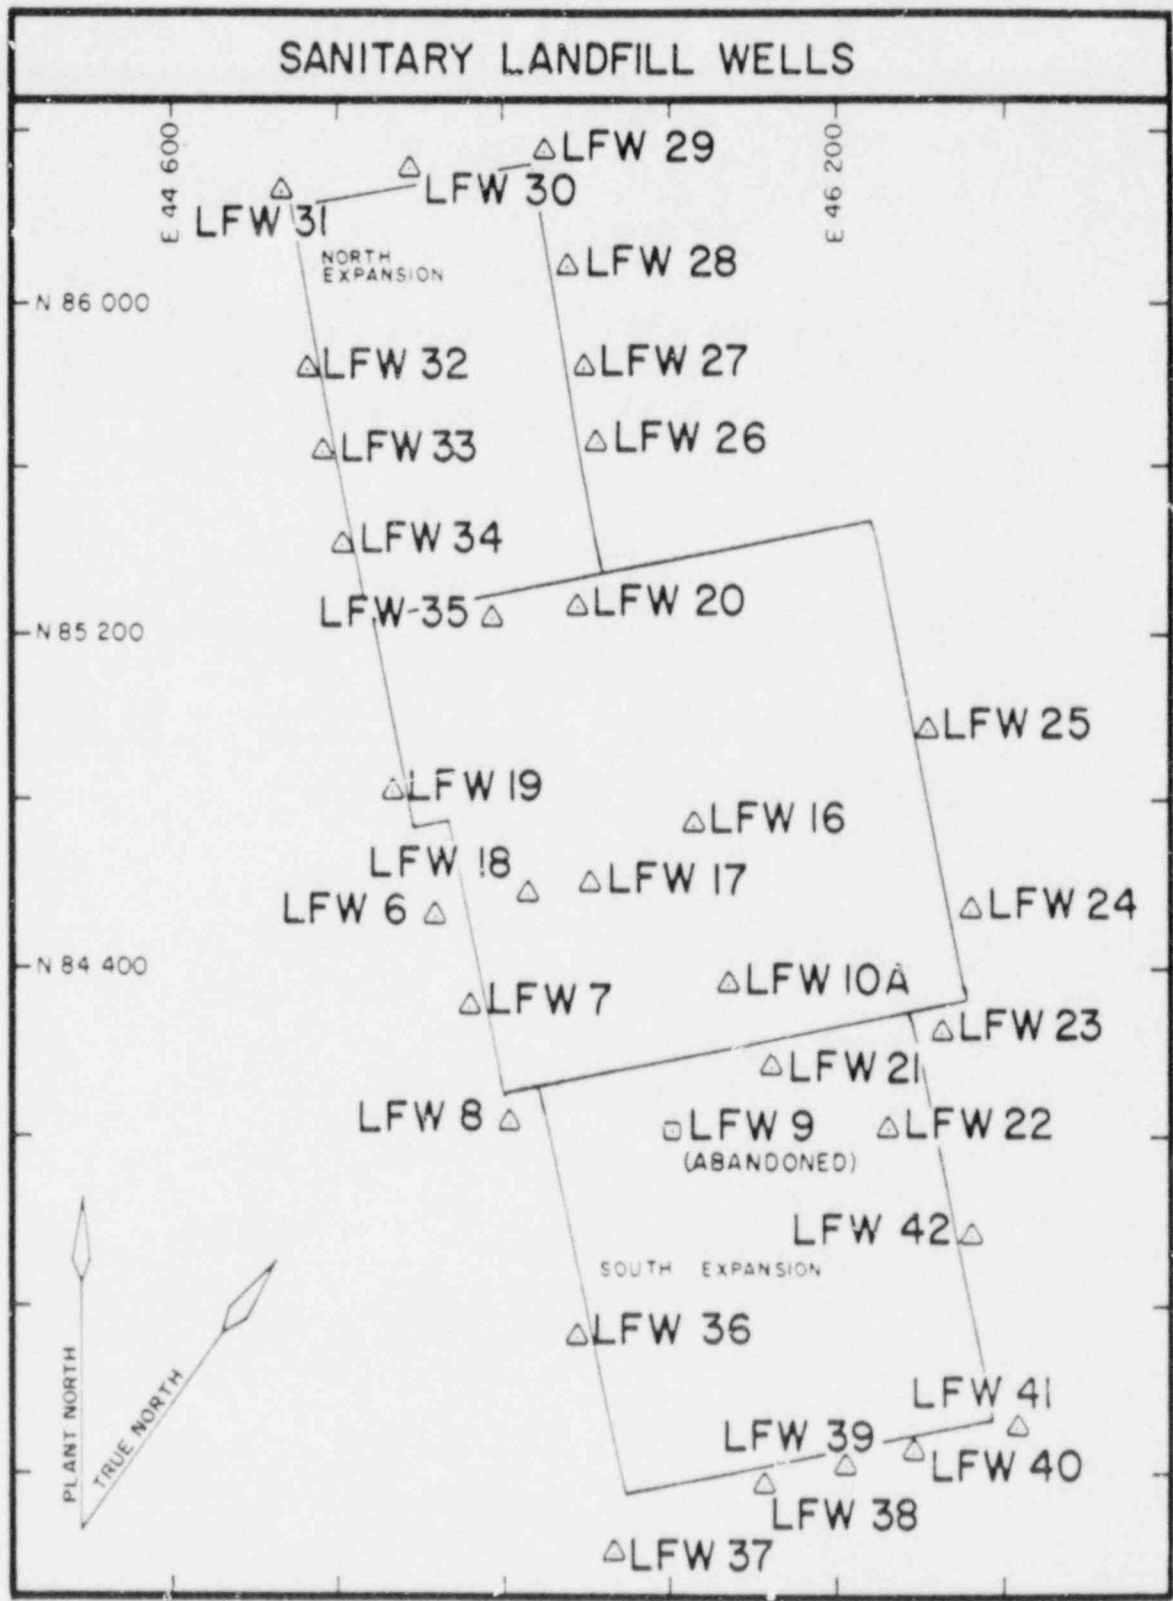 SANITARY LANDFILL WELLS
E 44 600
E 46 200
LFW 29
LFW 30
LFW 31
NORTH
EXPANSION
LFW 28
N 86 000
LFW 32
LFW 27
LFW 33
LFW 26
LFW 34
LFW 35
LFW 20
N 85 200
LFW 25
LFW 19
LFW 16
LFW 18
LFW 17
LFW 6
LFW 24
N 84 400
LFW 10A
LFW 7
LFW 23
LFW 21
LFW 8
LFW 9
(ABANDONED)
LFW 22
LFW 42
SOUTH EXPANSION
LFW 36
PLANT NORTH
TRUE NORTH
LFW 41
LFW 39
LFW 40
LFW 38
LFW 37